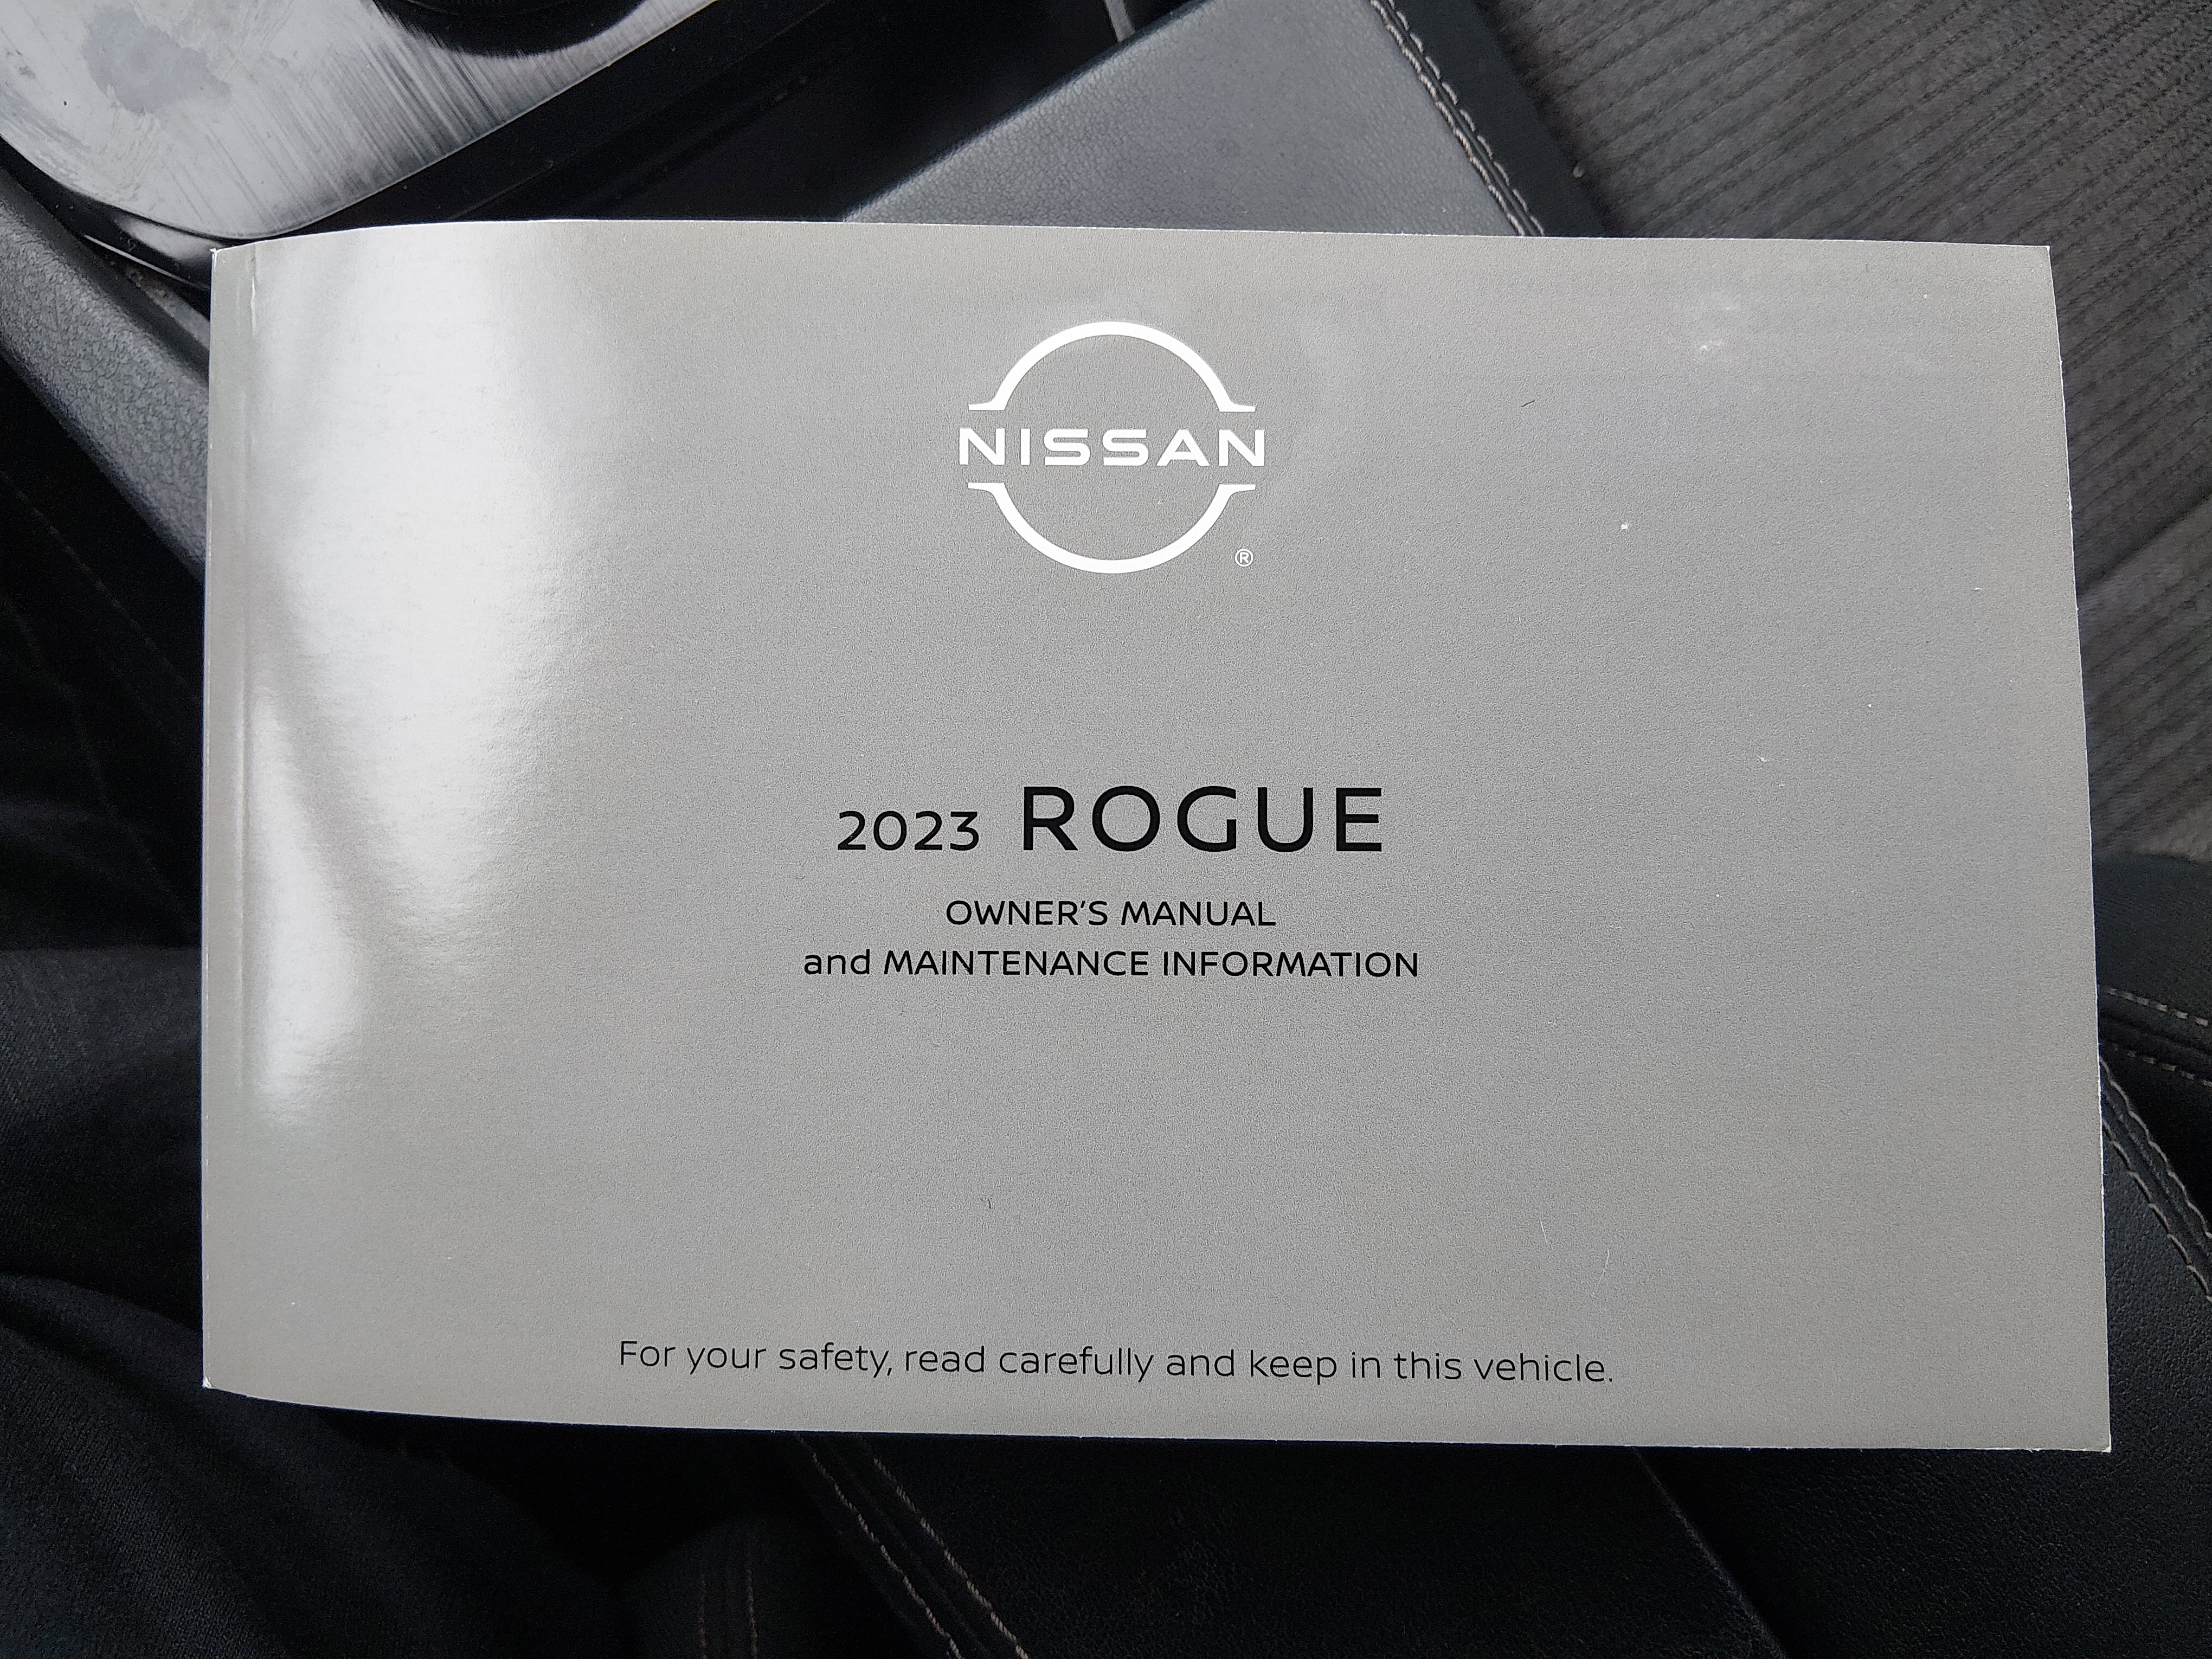 NISSAN
®
2023 ROGUE
OWNER'S MANUAL
and MAINTENANCE INFORMATION
For your safety, read carefully and keep in this vehicle.